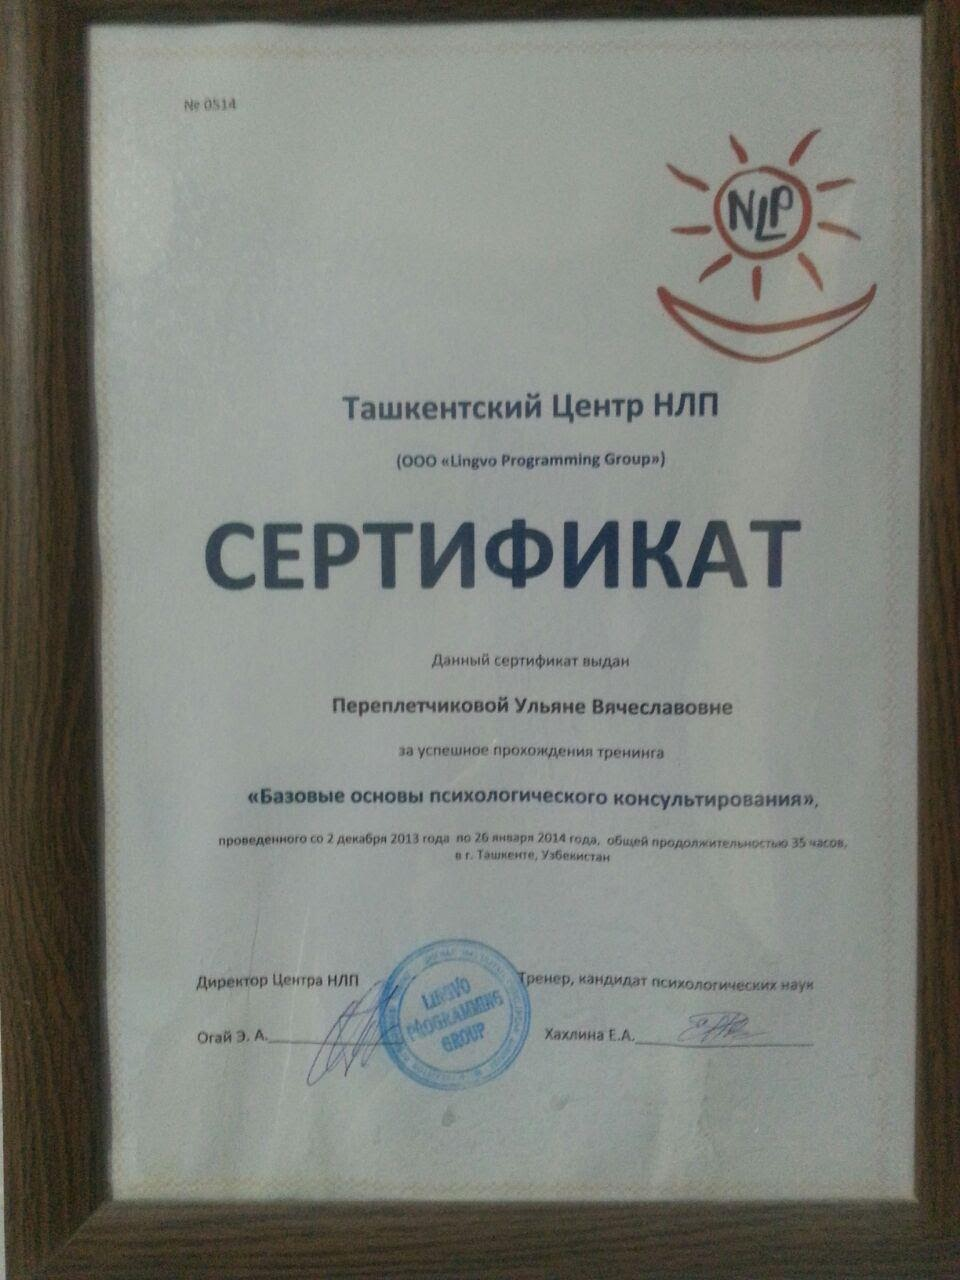 № 0514
NLP
Ташкентский Центр НЛП
(ООО «Lingvo Programming Group»)
СЕРТИФИКАТ
Данный сертификат выдан
Переплетчиковой Ульяне Вячеславовне
за успешное прохождения тренинга
«Базовые основы психологического консультирования»,
проведенного со 2 декабря 2013 года по 26 января 2014 года, общей продолжительностью 35 часов,
в г. Ташкенте, Узбекистан
Директор Центра НЛП
Тренер, кандидат психологических наук
LINGVO
PROGRAMMING
GROUP
Огай Э. А.
Хахлина Е.А.